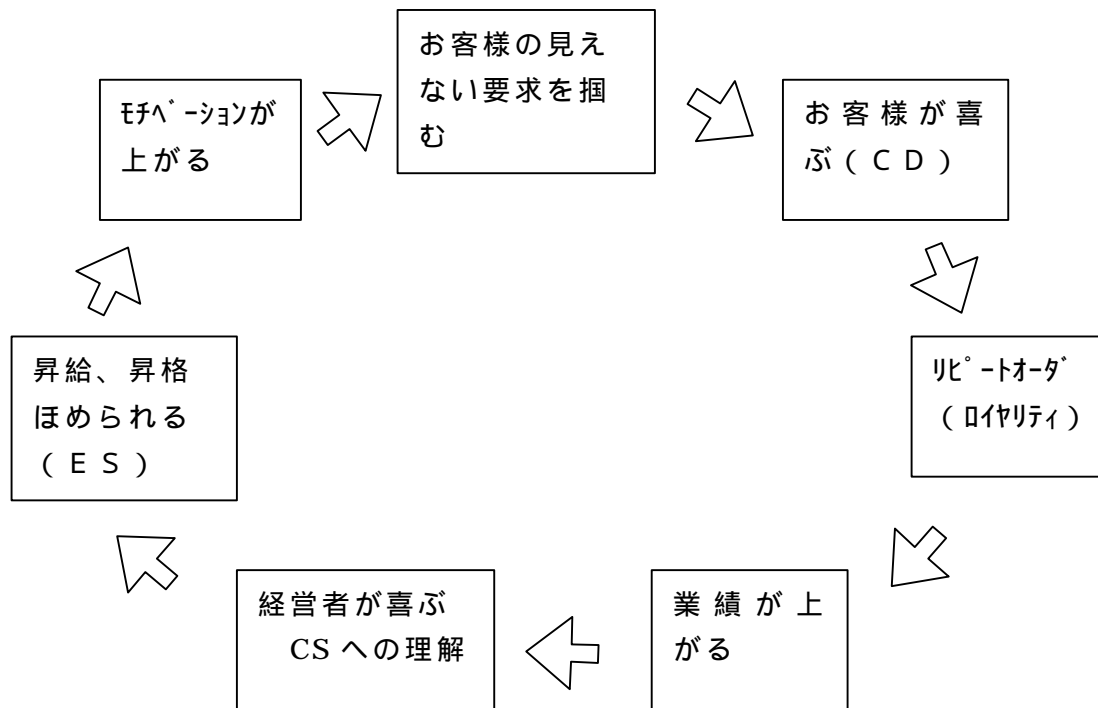 お客様の見え
ない要求を掴
む
お客様が喜
ぶ（ＣＤ）
ﾘﾋﾟｰﾄｵｰﾀﾞ
（ﾛｲﾔﾘﾃｨ）
業績が上
がる
経営者が喜ぶ
CS への理解
昇給、昇格
ほめられる
（ＥＳ）
ﾓﾁﾍﾞｰｼｮﾝが
上がる